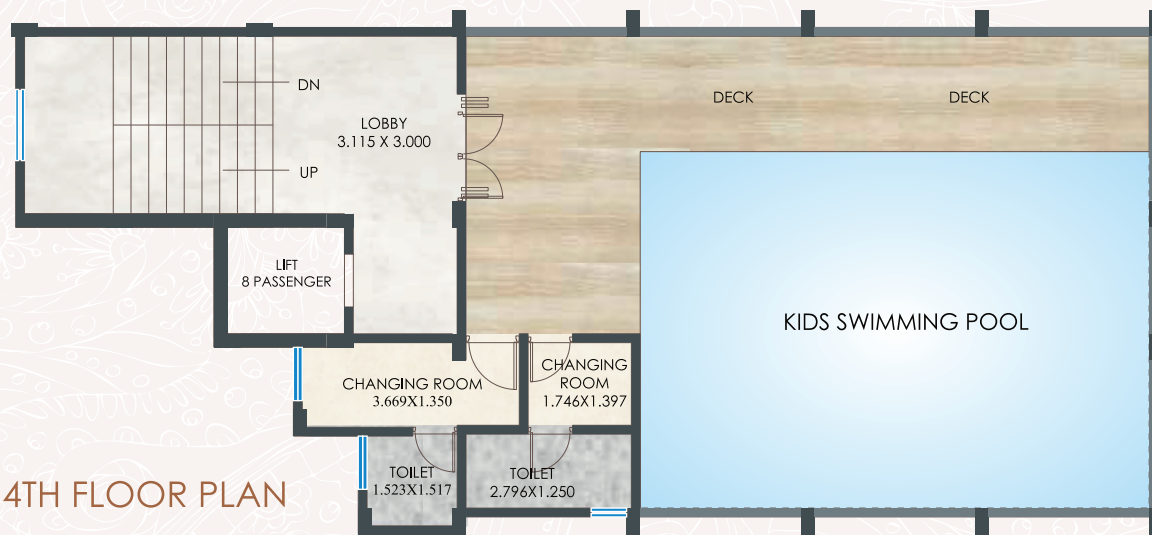 DN
DECK
DECK
LOBBY
3.115 X 3.000
UP
LIFT
8 PASSENGER
KIDS SWIMMING POOL
CHANGING ROOM
3.669X1.350
CHANGING
ROOM
1.746X1.397
TOILET
1.523X1.517
TOILET
2.796X1.250
4TH FLOOR PLAN